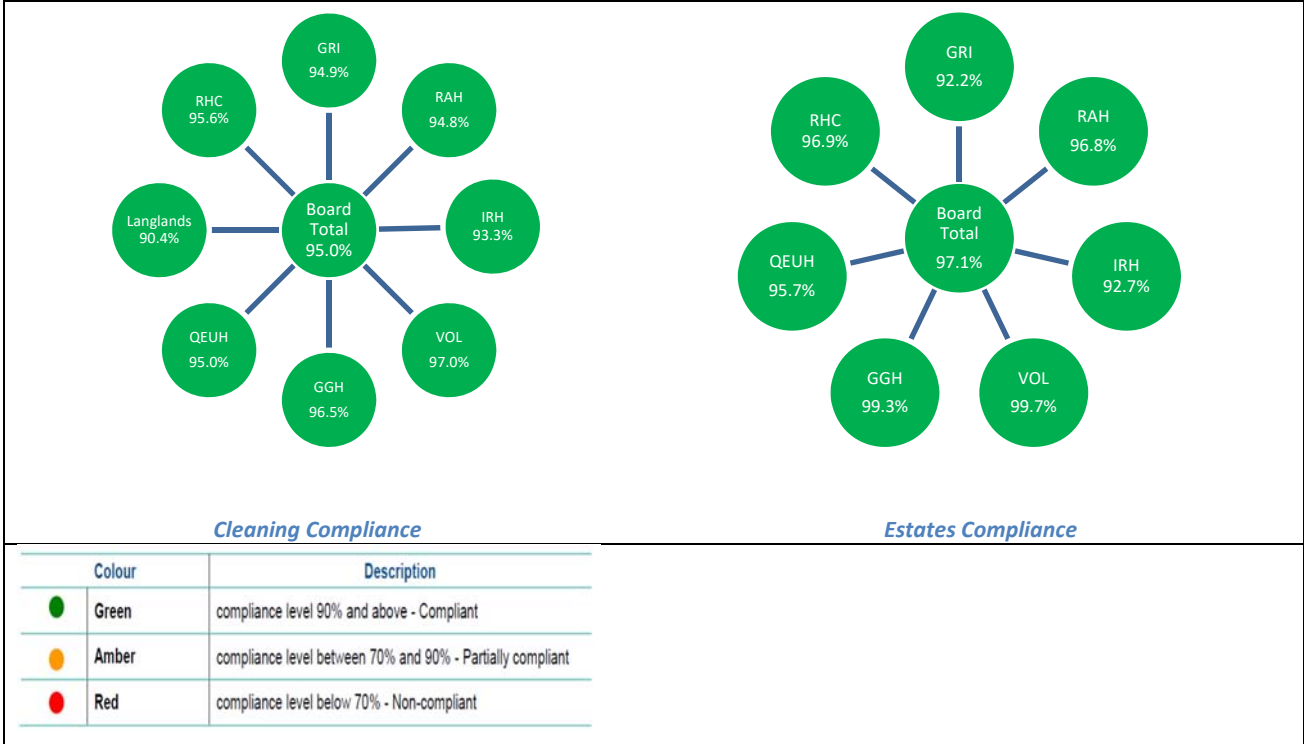 GRI
94.9%
RAH
94.8%
IRH
93.3%
VOL
97.0%
GGH
96.5%
QEUH
95.0%
Langlands
90.4%
RHC
95.6%
Board
Total
95.0%
Cleaning Compliance
GRI
92.2%
RAH
96.8%
IRH
92.7%
VOL
99.7%
GGH
99.3%
QEUH
95.7%
RHC
96.9%
Board
Total
97.1%
Estates Compliance
Colour Description
Green compliance level 90% and above - Compliant
Amber compliance level between 70% and 90% - Partially compliant
Red compliance level below 70% - Non-compliant